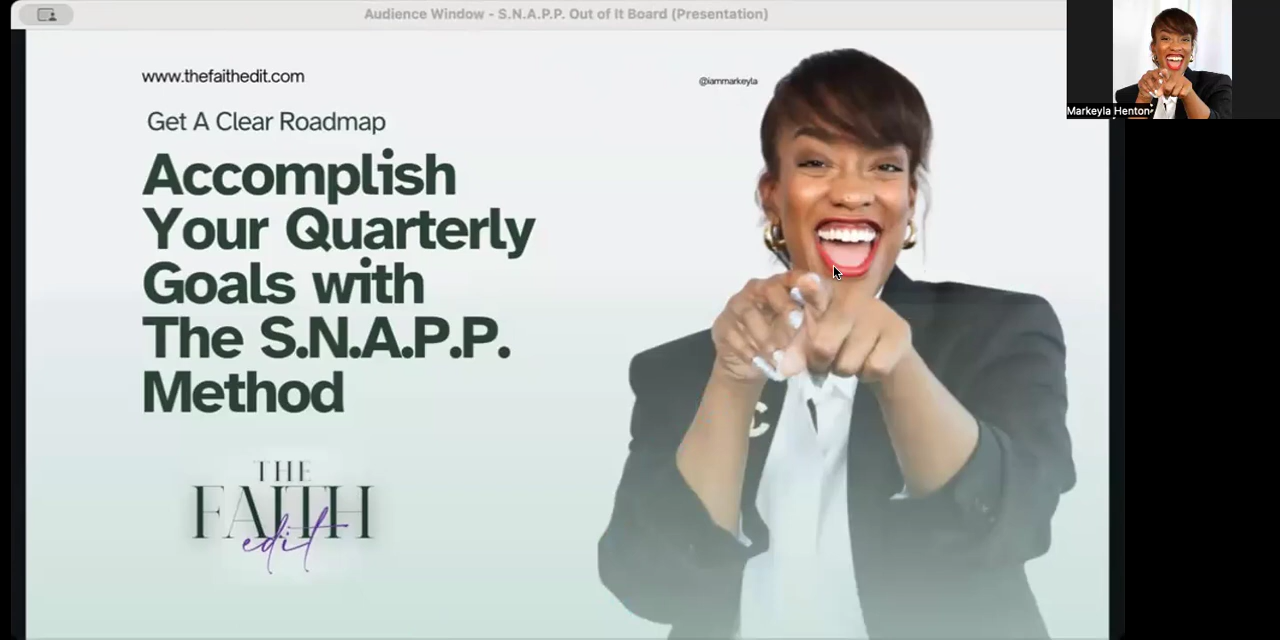 Audience Window - S.N.A.P.P. Out of It Board (Presentation)
www.thefaithedit.com
@iammarkeyla
Get A Clear Roadmap
Accomplish
Your Quarterly
Goals with
The S.N.A.P.P.
Method
THE
FAITH
edit
Markeyla Henton